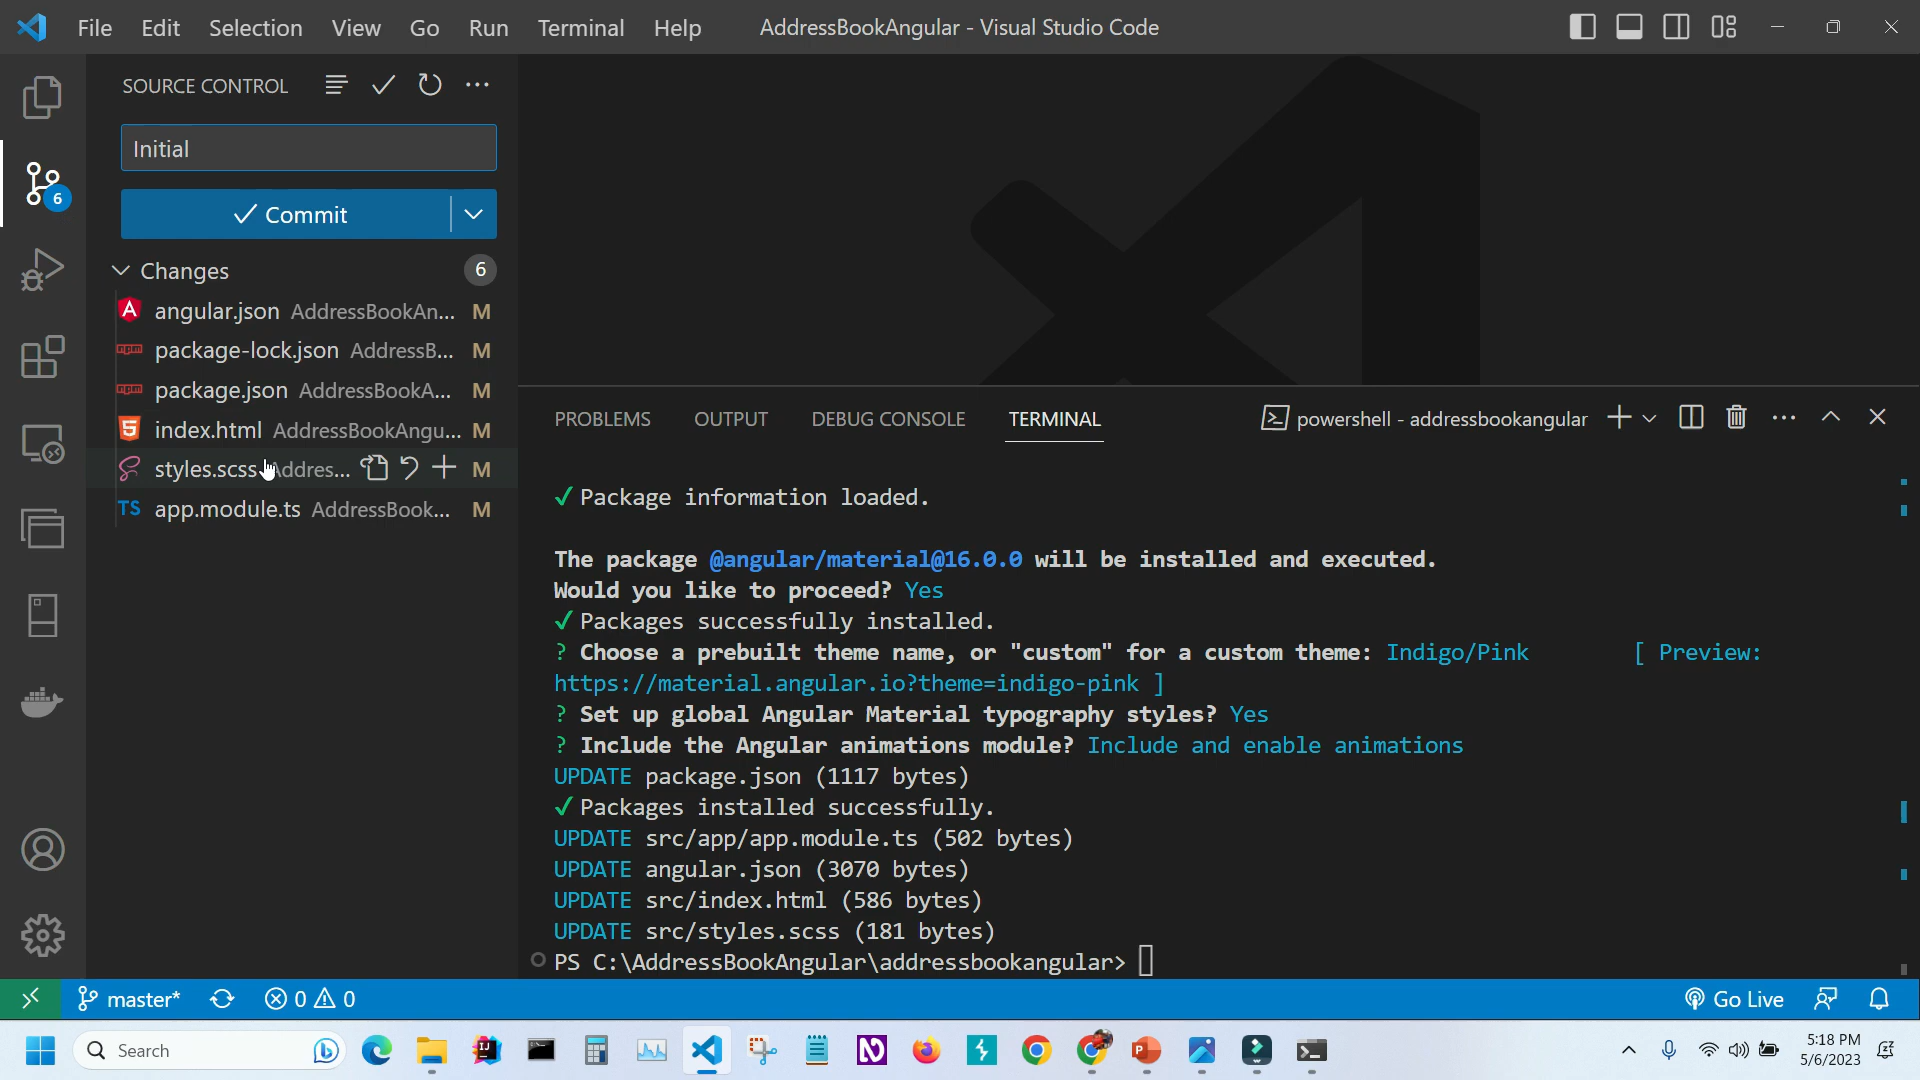 File Edit Selection View Go Run Terminal Help AddressBookAngular - Visual Studio Code
SOURCE CONTROL
Initial
Commit
6
Changes 6
angular.json AddressBookAn... M
package-lock.json AddressB... M
package.json AddressBookA... M
index.html AddressBookAngu... M
styles.scss Addres... M
TS app.module.ts AddressBook... M
PROBLEMS OUTPUT DEBUG CONSOLE TERMINAL powershell - addressbookangular
✓ Package information loaded.
The package @angular/material@16.0.0 will be installed and executed.
Would you like to proceed? Yes
✓ Packages successfully installed.
? Choose a prebuilt theme name, or "custom" for a custom theme: Indigo/Pink [ Preview:
https://material.angular.io?theme=indigo-pink ]
? Set up global Angular Material typography styles? Yes
? Include the Angular animations module? Include and enable animations
UPDATE package.json (1117 bytes)
✓ Packages installed successfully.
UPDATE src/app/app.module.ts (502 bytes)
UPDATE angular.json (3070 bytes)
UPDATE src/index.html (586 bytes)
UPDATE src/styles.scss (181 bytes)
PS C:\AddressBookAngular\addressbookangular>
master* 0 0 Go Live
Search
5:18 PM
5/6/2023